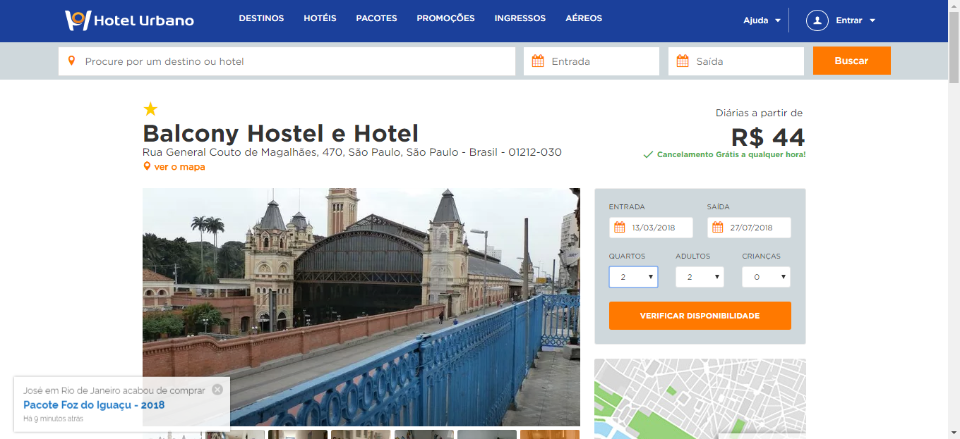 Hotel Urbano
DESTINOS HOTÉIS PACOTES PROMOÇÕES INGRESSOS AÉREOS
Ajuda Entrar
Procure por um destino ou hotel
Entrada
Saída
Buscar
Balcony Hostel e Hotel
Rua General Couto de Magalhães, 470, São Paulo, São Paulo - Brasil - 01212-030
ver o mapa
Diárias a partir de
R$ 44
Cancelamento Grátis a qualquer hora!
ENTRADA SAÍDA
13/03/2018 27/07/2018
QUARTOS ADULTOS CRIANÇAS
2 2 0
VERIFICAR DISPONIBILIDADE
José em Rio de Janeiro acabou de comprar
Pacote Foz do Iguaçu - 2018
Há 9 minutos atras